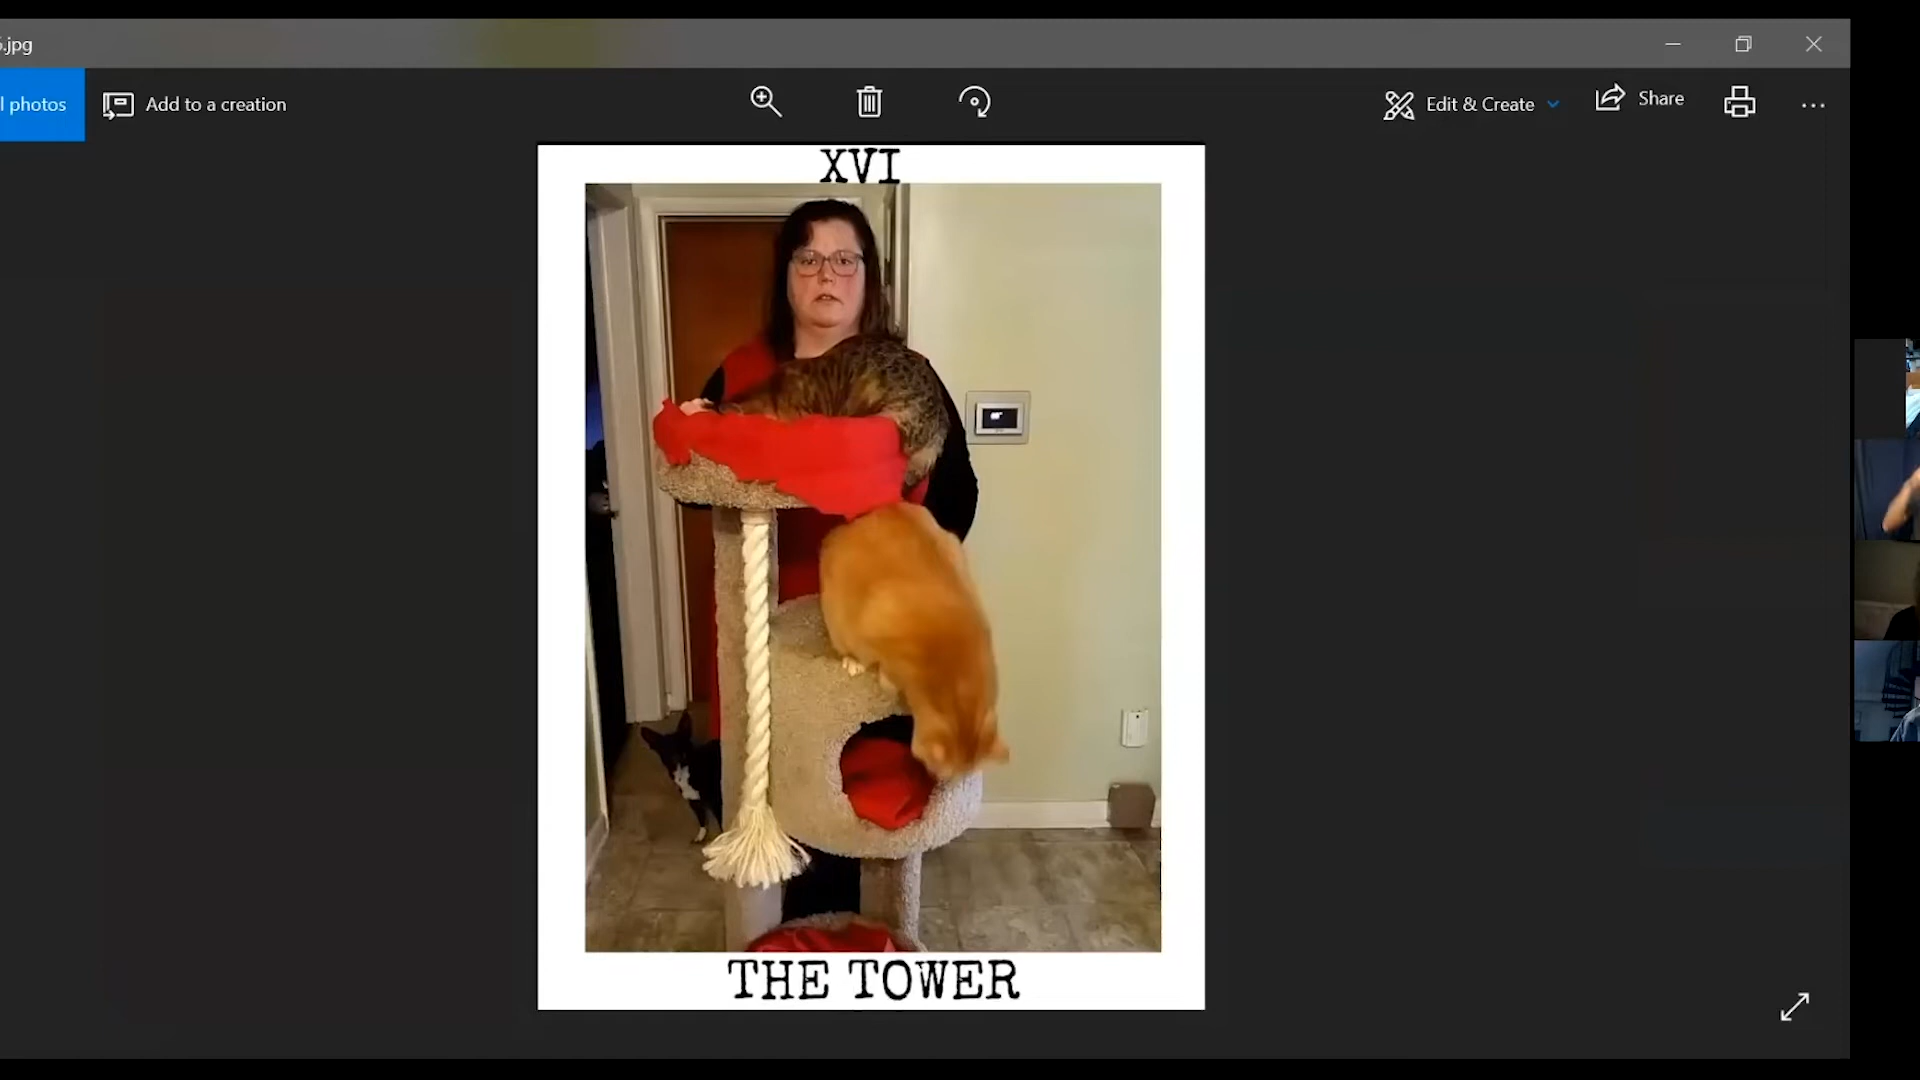 .jpg
l photos
Add to a creation
Edit & Create
Share
XVI
THE TOWER